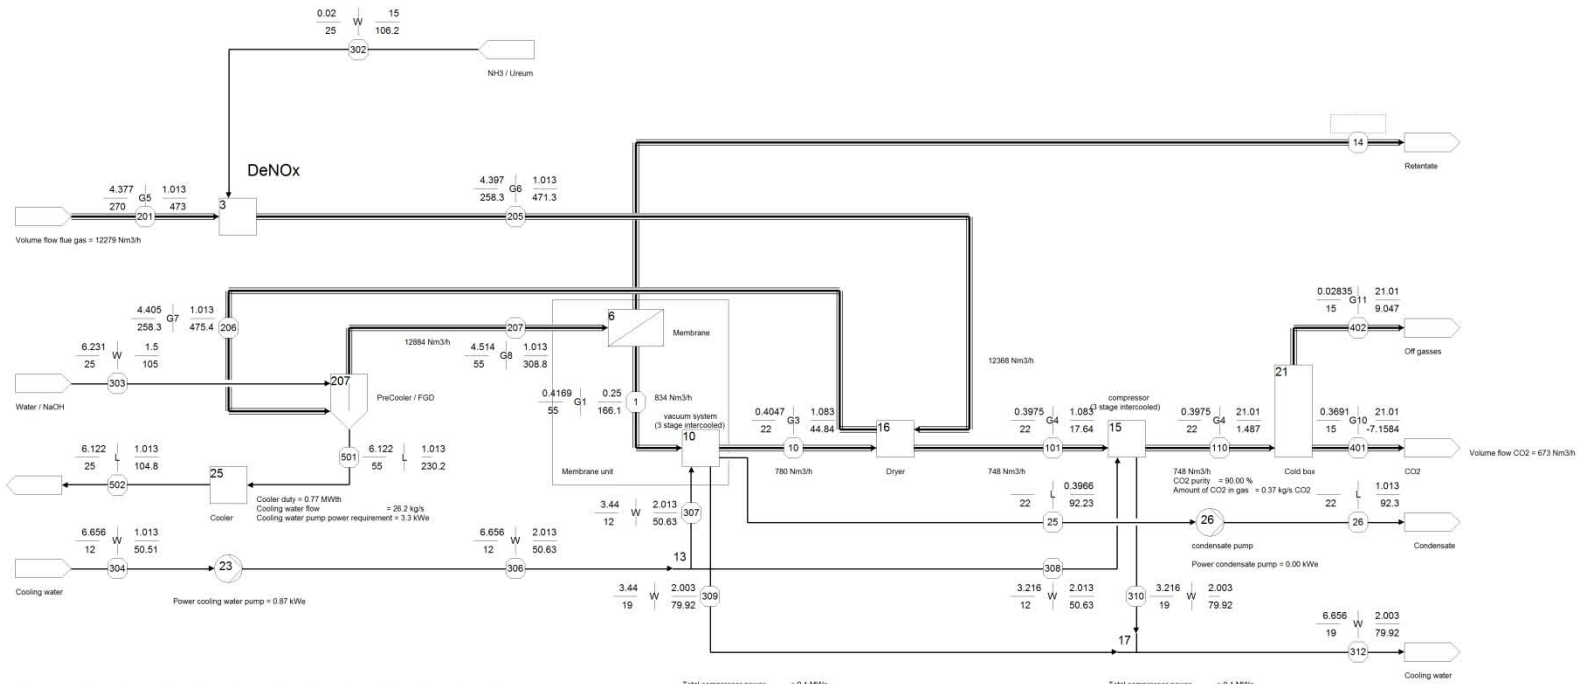 0.02 W 15
25 106.2
302
NH3 / Ureum
14
Retentate
DeNOx
4.377 G5 1.013
270 473
201
3
4.397 G6 1.013
258.3 471.3
205
Volume flow flue gas = 12279 Nm3/h
4.405 G7 1.013
258.3 475.4
206
207
12884 Nm3/h
4.514 G8 1.013
55 308.8
6
Membrane
0.02835 G11 21.01
15 9.047
402
Off gasses
6.231 W 1.5
25 105
303
Water / NaOH
207
PreCooler / FGD
12368 Nm3/h
21
0.4169 G1 0.25
55 166.1
1
834 Nm3/h
vacuum system
(3 stage intercooled)
10
0.4047 G3 1.083
22 44.84
10
780 Nm3/h
16
Dryer
0.3975 G4 1.083
22 17.64
101
748 Nm3/h
compressor
(3 stage intercooled)
15
0.3975 G4 21.01
22 1.487
110
748 Nm3/h
CO2 purity = 90.00 %
Amount of CO2 in gas = 0.37 kg/s CO2
Cold box
0.3691 G10 21.01
15 -7.1584
401
CO2
Volume flow CO2 = 673 Nm3/h
6.122 L 1.013
25 104.8
502
25
Cooler
501
6.122 L 1.013
55 230.2
Cooler duty = 0.77 MWth
Cooling water flow = 26.2 kg/s
Cooling water pump power requirement = 3.3 kWe
Membrane unit
3.44 W 2.013
12 50.63
307
L 0.3966
22 92.23
25
26
condensate pump
Power condensate pump = 0.00 kWe
L 1.013
22 92.3
26
Condensate
6.656 W 1.013
12 50.51
304
Cooling water
23
Power cooling water pump = 0.87 kWe
6.656 W 2.013
12 50.63
306
13
308
3.44 W 2.003
19 79.92
309
3.216 W 2.013
12 50.63
310
3.216 W 2.003
19 79.92
17
6.656 W 2.003
19 79.92
312
Cooling water